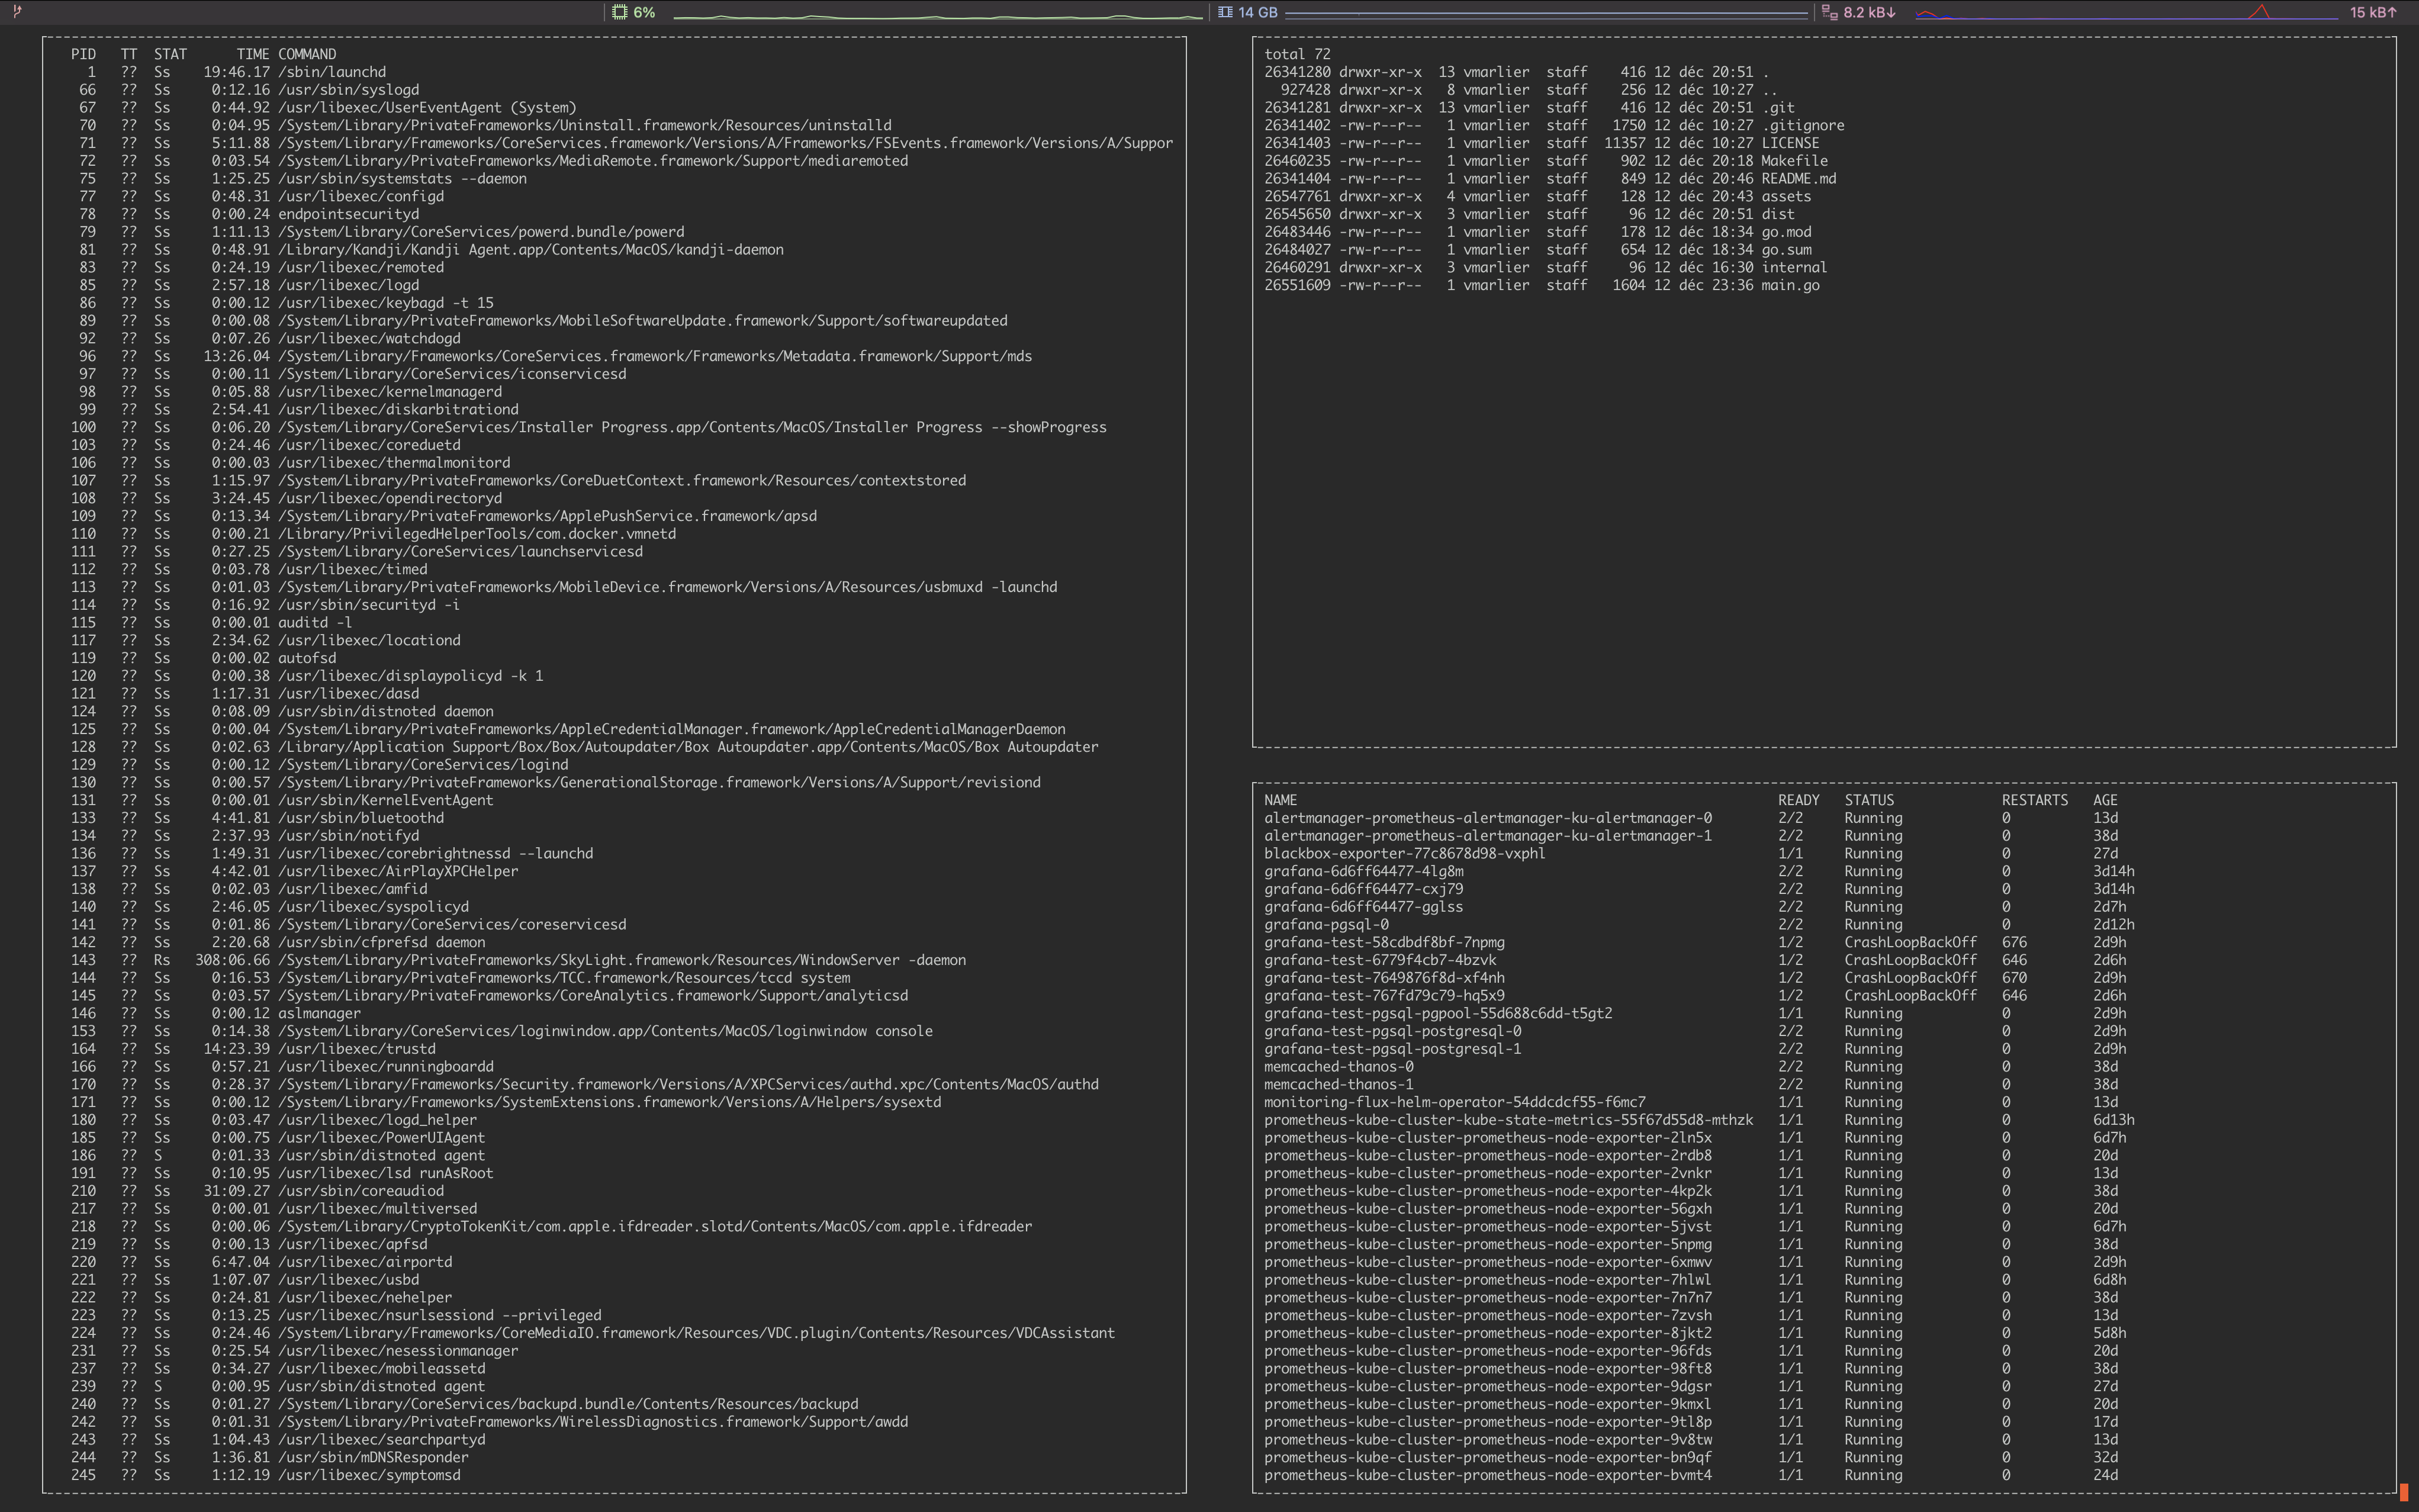 6%
14 GB
8.2 kB↓
15 kB↑
PID TT STAT TIME COMMAND
1 ?? Ss 19:46.17 /sbin/launchd
66 ?? Ss 0:12.16 /usr/sbin/syslogd
67 ?? Ss 0:44.92 /usr/libexec/UserEventAgent (System)
70 ?? Ss 0:04.95 /System/Library/PrivateFrameworks/Uninstall.framework/Resources/uninstalld
71 ?? Ss 5:11.88 /System/Library/Frameworks/CoreServices.framework/Versions/A/Frameworks/FSEvents.framework/Versions/A/Suppor
72 ?? Ss 0:03.54 /System/Library/PrivateFrameworks/MediaRemote.framework/Support/mediaremoted
75 ?? Ss 1:25.25 /usr/sbin/systemstats --daemon
77 ?? Ss 0:48.31 /usr/libexec/configd
78 ?? Ss 0:00.24 endpointsecurityd
79 ?? Ss 1:11.13 /System/Library/CoreServices/powerd.bundle/powerd
81 ?? Ss 0:48.91 /Library/Kandji/Kandji Agent.app/Contents/MacOS/kandji-daemon
83 ?? Ss 0:24.19 /usr/libexec/remoted
85 ?? Ss 2:57.18 /usr/libexec/logd
86 ?? Ss 0:00.12 /usr/libexec/keybagd -t 15
89 ?? Ss 0:00.08 /System/Library/PrivateFrameworks/MobileSoftwareUpdate.framework/Support/softwareupdated
92 ?? Ss 0:07.26 /usr/libexec/watchdogd
96 ?? Ss 13:26.04 /System/Library/Frameworks/CoreServices.framework/Frameworks/Metadata.framework/Support/mds
97 ?? Ss 0:00.11 /System/Library/CoreServices/iconservicesd
98 ?? Ss 0:05.88 /usr/libexec/kernelmanagerd
99 ?? Ss 2:54.41 /usr/libexec/diskarbitrationd
100 ?? Ss 0:06.20 /System/Library/CoreServices/Installer Progress.app/Contents/MacOS/Installer Progress --showProgress
103 ?? Ss 0:24.46 /usr/libexec/coreduetd
106 ?? Ss 0:00.03 /usr/libexec/thermalmonitord
107 ?? Ss 1:15.97 /System/Library/PrivateFrameworks/CoreDuetContext.framework/Resources/contextstored
108 ?? Ss 3:24.45 /usr/libexec/opendirectoryd
109 ?? Ss 0:13.34 /System/Library/PrivateFrameworks/ApplePushService.framework/apsd
110 ?? Ss 0:00.21 /Library/PrivilegedHelperTools/com.docker.vmnetd
111 ?? Ss 0:27.25 /System/Library/CoreServices/launchservicesd
112 ?? Ss 0:03.78 /usr/libexec/timed
113 ?? Ss 0:01.03 /System/Library/PrivateFrameworks/MobileDevice.framework/Versions/A/Resources/usbmuxd -launchd
114 ?? Ss 0:16.92 /usr/sbin/securityd -i
115 ?? Ss 0:00.01 auditd -l
117 ?? Ss 2:34.62 /usr/libexec/locationd
119 ?? Ss 0:00.02 autofsd
120 ?? Ss 0:00.38 /usr/libexec/displaypolicyd -k 1
121 ?? Ss 1:17.31 /usr/libexec/dasd
124 ?? Ss 0:08.09 /usr/sbin/distnoted daemon
125 ?? Ss 0:00.04 /System/Library/PrivateFrameworks/AppleCredentialManager.framework/AppleCredentialManagerDaemon
128 ?? Ss 0:02.63 /Library/Application Support/Box/Box/Autoupdater/Box Autoupdater.app/Contents/MacOS/Box Autoupdater
129 ?? Ss 0:00.12 /System/Library/CoreServices/logind
130 ?? Ss 0:00.57 /System/Library/PrivateFrameworks/GenerationalStorage.framework/Versions/A/Support/revisiond
131 ?? Ss 0:00.01 /usr/sbin/KernelEventAgent
133 ?? Ss 4:41.81 /usr/sbin/bluetoothd
134 ?? Ss 2:37.93 /usr/sbin/notifyd
136 ?? Ss 1:49.31 /usr/libexec/corebrightnessd --launchd
137 ?? Ss 4:42.01 /usr/libexec/AirPlayXPCHelper
138 ?? Ss 0:02.03 /usr/libexec/amfid
140 ?? Ss 2:46.05 /usr/libexec/syspolicyd
141 ?? Ss 0:01.86 /System/Library/CoreServices/coreservicesd
142 ?? Ss 2:20.68 /usr/sbin/cfprefsd daemon
143 ?? Rs 308:06.66 /System/Library/PrivateFrameworks/SkyLight.framework/Resources/WindowServer -daemon
144 ?? Ss 0:16.53 /System/Library/PrivateFrameworks/TCC.framework/Resources/tccd system
145 ?? Ss 0:03.57 /System/Library/PrivateFrameworks/CoreAnalytics.framework/Support/analyticsd
146 ?? Ss 0:00.12 aslmanager
153 ?? Ss 0:14.38 /System/Library/CoreServices/loginwindow.app/Contents/MacOS/loginwindow console
164 ?? Ss 14:23.39 /usr/libexec/trustd
166 ?? Ss 0:57.21 /usr/libexec/runningboardd
170 ?? Ss 0:28.37 /System/Library/Frameworks/Security.framework/Versions/A/XPCServices/authd.xpc/Contents/MacOS/authd
171 ?? Ss 0:00.12 /System/Library/Frameworks/SystemExtensions.framework/Versions/A/Helpers/sysextd
180 ?? Ss 0:03.47 /usr/libexec/logd_helper
185 ?? Ss 0:00.75 /usr/libexec/PowerUIAgent
186 ?? S 0:01.33 /usr/sbin/distnoted agent
191 ?? Ss 0:10.95 /usr/libexec/lsd runAsRoot
210 ?? Ss 31:09.27 /usr/sbin/coreaudiod
217 ?? Ss 0:00.01 /usr/libexec/multiversed
218 ?? Ss 0:00.06 /System/Library/CryptoTokenKit/com.apple.ifdreader.slotd/Contents/MacOS/com.apple.ifdreader
219 ?? Ss 0:00.13 /usr/libexec/apfsd
220 ?? Ss 6:47.04 /usr/libexec/airportd
221 ?? Ss 1:07.07 /usr/libexec/usbd
222 ?? Ss 0:24.81 /usr/libexec/nehelper
223 ?? Ss 0:13.25 /usr/libexec/nsurlsessiond --privileged
224 ?? Ss 0:24.46 /System/Library/Frameworks/CoreMediaIO.framework/Resources/VDC.plugin/Contents/Resources/VDCAssistant
231 ?? Ss 0:25.54 /usr/libexec/nesessionmanager
237 ?? Ss 0:34.27 /usr/libexec/mobileassetd
239 ?? S 0:00.95 /usr/sbin/distnoted agent
240 ?? Ss 0:01.27 /System/Library/CoreServices/backupd.bundle/Contents/Resources/backupd
242 ?? Ss 0:01.31 /System/Library/PrivateFrameworks/WirelessDiagnostics.framework/Support/awdd
243 ?? Ss 1:04.43 /usr/libexec/searchpartyd
244 ?? Ss 1:36.81 /usr/sbin/mDNSResponder
245 ?? Ss 1:12.19 /usr/libexec/symptomsd
total 72
26341280 drwxr-xr-x 13 vmarlier staff 416 12 déc 20:51 .
927428 drwxr-xr-x 8 vmarlier staff 256 12 déc 10:27 ..
26341281 drwxr-xr-x 13 vmarlier staff 416 12 déc 20:51 .git
26341402 -rw-r--r-- 1 vmarlier staff 1750 12 déc 10:27 .gitignore
26341403 -rw-r--r-- 1 vmarlier staff 11357 12 déc 10:27 LICENSE
26460235 -rw-r--r-- 1 vmarlier staff 902 12 déc 20:18 Makefile
26341404 -rw-r--r-- 1 vmarlier staff 849 12 déc 20:46 README.md
26547761 drwxr-xr-x 4 vmarlier staff 128 12 déc 20:43 assets
26545650 drwxr-xr-x 3 vmarlier staff 96 12 déc 20:51 dist
26483446 -rw-r--r-- 1 vmarlier staff 178 12 déc 18:34 go.mod
26484027 -rw-r--r-- 1 vmarlier staff 654 12 déc 18:34 go.sum
26460291 drwxr-xr-x 3 vmarlier staff 96 12 déc 16:30 internal
26551609 -rw-r--r-- 1 vmarlier staff 1604 12 déc 23:36 main.go
NAME READY STATUS RESTARTS AGE
alertmanager-prometheus-alertmanager-ku-alertmanager-0 2/2 Running 0 13d
alertmanager-prometheus-alertmanager-ku-alertmanager-1 2/2 Running 0 38d
blackbox-exporter-77c8678d98-vxphl 1/1 Running 0 27d
grafana-6d6ff64477-4lg8m 2/2 Running 0 3d14h
grafana-6d6ff64477-cxj79 2/2 Running 0 3d14h
grafana-6d6ff64477-gglss 2/2 Running 0 2d7h
grafana-pgsql-0 2/2 Running 0 2d12h
grafana-test-58cdbdf8bf-7npmg 1/2 CrashLoopBackOff 676 2d9h
grafana-test-6779f4cb7-4bzvk 1/2 CrashLoopBackOff 646 2d6h
grafana-test-7649876f8d-xf4nh 1/2 CrashLoopBackOff 670 2d9h
grafana-test-767fd79c79-hq5x9 1/2 CrashLoopBackOff 646 2d6h
grafana-test-pgsql-pgpool-55d688c6dd-t5gt2 1/1 Running 0 2d9h
grafana-test-pgsql-postgresql-0 2/2 Running 0 2d9h
grafana-test-pgsql-postgresql-1 2/2 Running 0 2d9h
memcached-thanos-0 2/2 Running 0 38d
memcached-thanos-1 2/2 Running 0 38d
monitoring-flux-helm-operator-54ddcdcf55-f6mc7 1/1 Running 0 13d
prometheus-kube-cluster-kube-state-metrics-55f67d55d8-mthzk 1/1 Running 0 6d13h
prometheus-kube-cluster-prometheus-node-exporter-2ln5x 1/1 Running 0 6d7h
prometheus-kube-cluster-prometheus-node-exporter-2rdb8 1/1 Running 0 20d
prometheus-kube-cluster-prometheus-node-exporter-2vnkr 1/1 Running 0 13d
prometheus-kube-cluster-prometheus-node-exporter-4kp2k 1/1 Running 0 38d
prometheus-kube-cluster-prometheus-node-exporter-56gxh 1/1 Running 0 20d
prometheus-kube-cluster-prometheus-node-exporter-5jvst 1/1 Running 0 6d7h
prometheus-kube-cluster-prometheus-node-exporter-5npmg 1/1 Running 0 38d
prometheus-kube-cluster-prometheus-node-exporter-6xmwv 1/1 Running 0 2d9h
prometheus-kube-cluster-prometheus-node-exporter-7hlwl 1/1 Running 0 6d8h
prometheus-kube-cluster-prometheus-node-exporter-7n7n7 1/1 Running 0 38d
prometheus-kube-cluster-prometheus-node-exporter-7zvsh 1/1 Running 0 13d
prometheus-kube-cluster-prometheus-node-exporter-8jkt2 1/1 Running 0 5d8h
prometheus-kube-cluster-prometheus-node-exporter-96fds 1/1 Running 0 20d
prometheus-kube-cluster-prometheus-node-exporter-98ft8 1/1 Running 0 38d
prometheus-kube-cluster-prometheus-node-exporter-9dgsr 1/1 Running 0 27d
prometheus-kube-cluster-prometheus-node-exporter-9kmxl 1/1 Running 0 20d
prometheus-kube-cluster-prometheus-node-exporter-9tl8p 1/1 Running 0 17d
prometheus-kube-cluster-prometheus-node-exporter-9v8tw 1/1 Running 0 13d
prometheus-kube-cluster-prometheus-node-exporter-bn9qf 1/1 Running 0 32d
prometheus-kube-cluster-prometheus-node-exporter-bvmt4 1/1 Running 0 24d